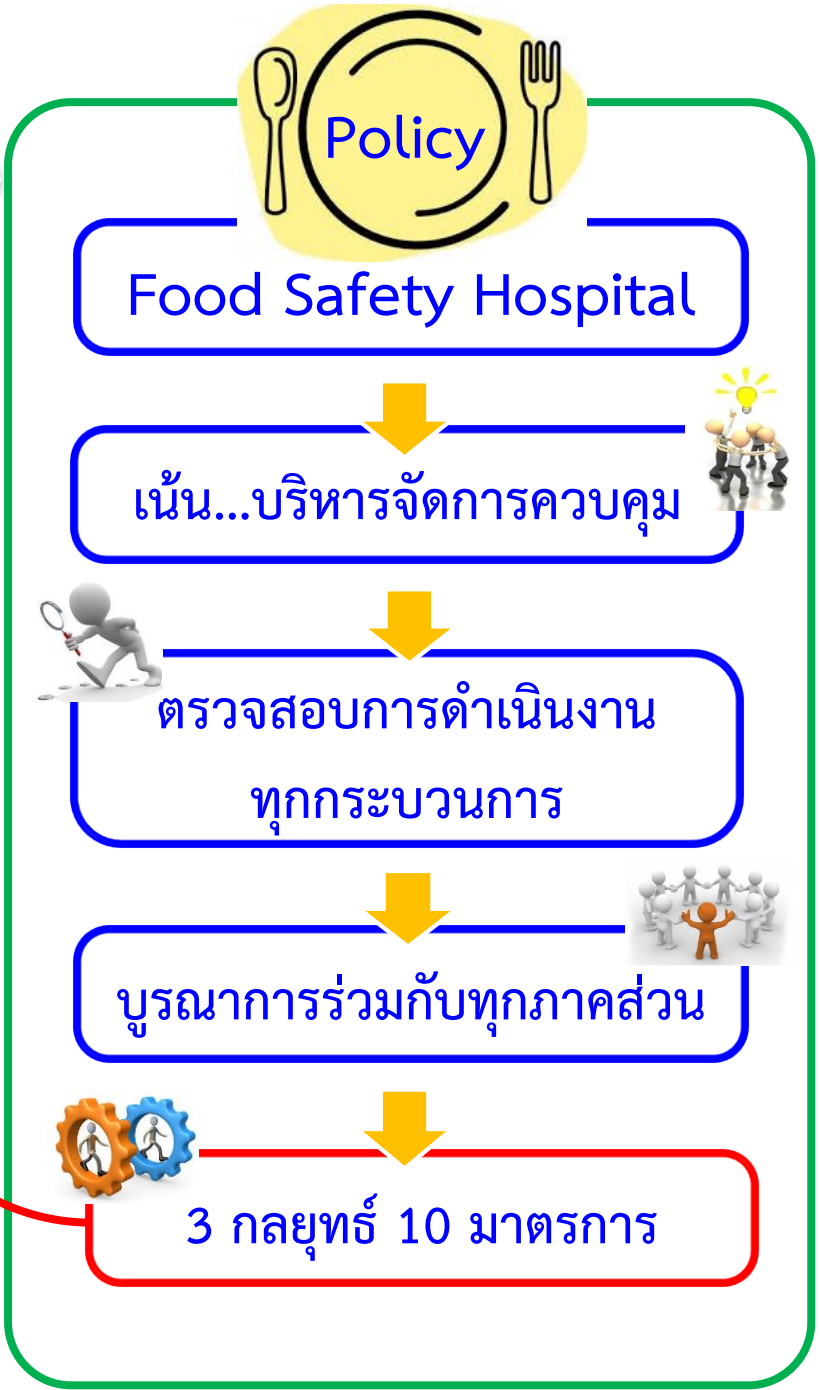 Policy
Food Safety Hospital
เน้น...บริหารจัดการควบคุม
ตรวจสอบการดำเนินงาน
ทุกกระบวนการ
บูรณาการร่วมกับทุกภาคส่วน
3 กลยุทธ์ 10 มาตรการ